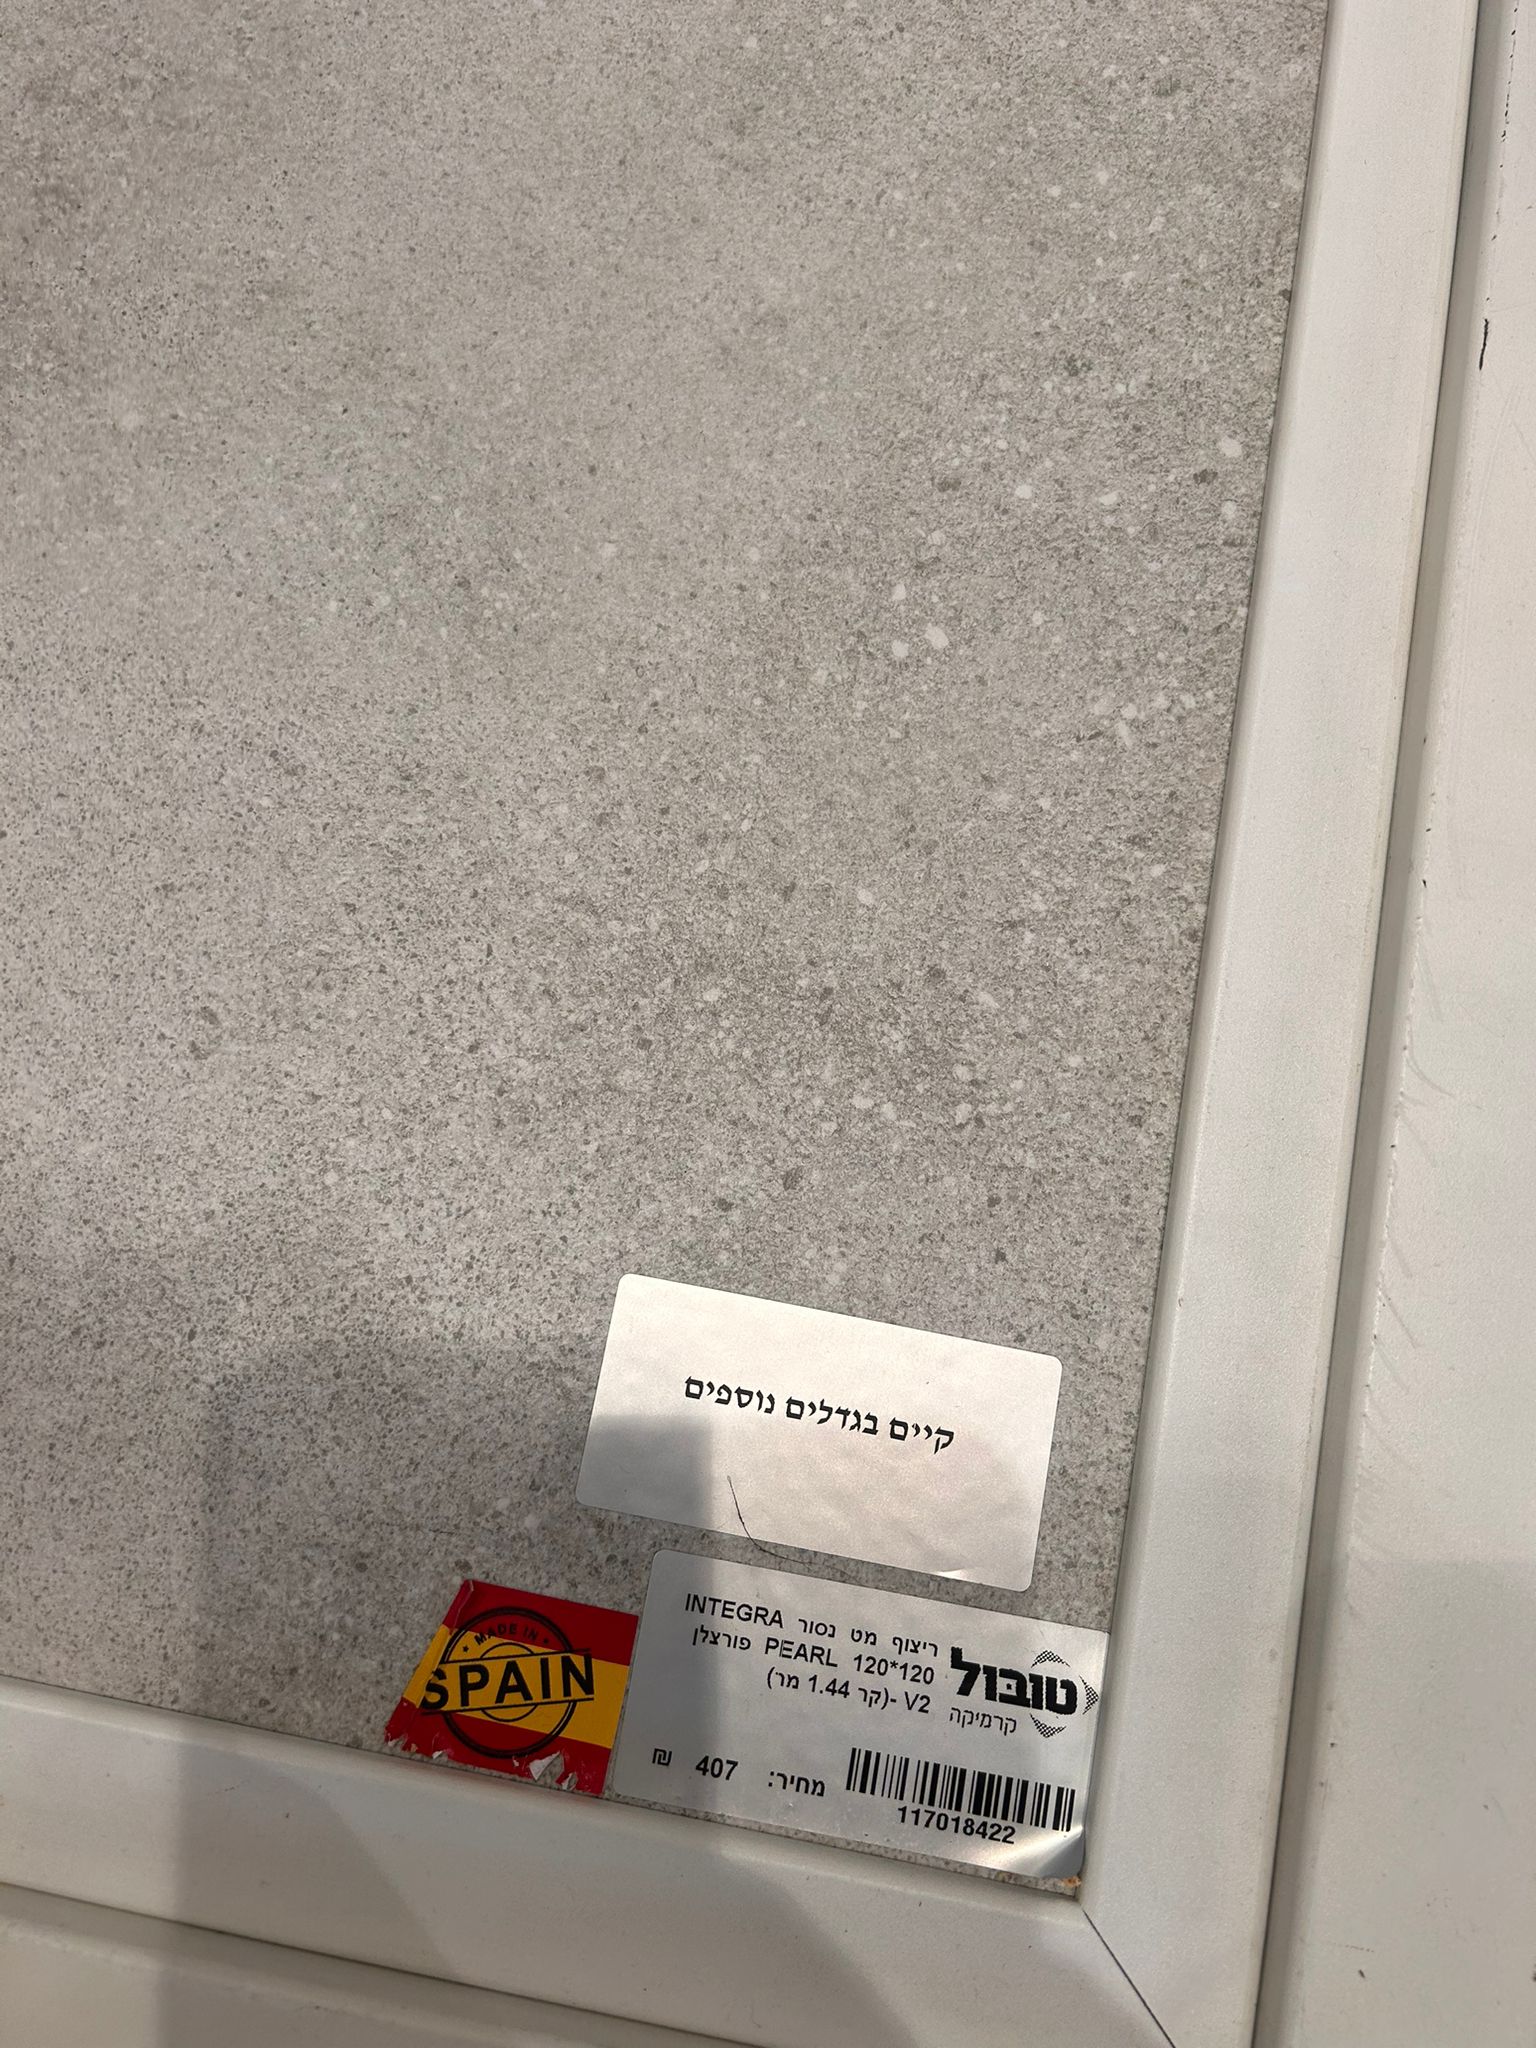 קיים בגדלים נוספים
טובול
קרמיקה
ריצוף מט נסור INTEGRA
PEARL 120*120 פורצלן
V2 -(קר 1.44 מר)
מחיר: 407 ₪
117018422
MADE IN
SPAIN